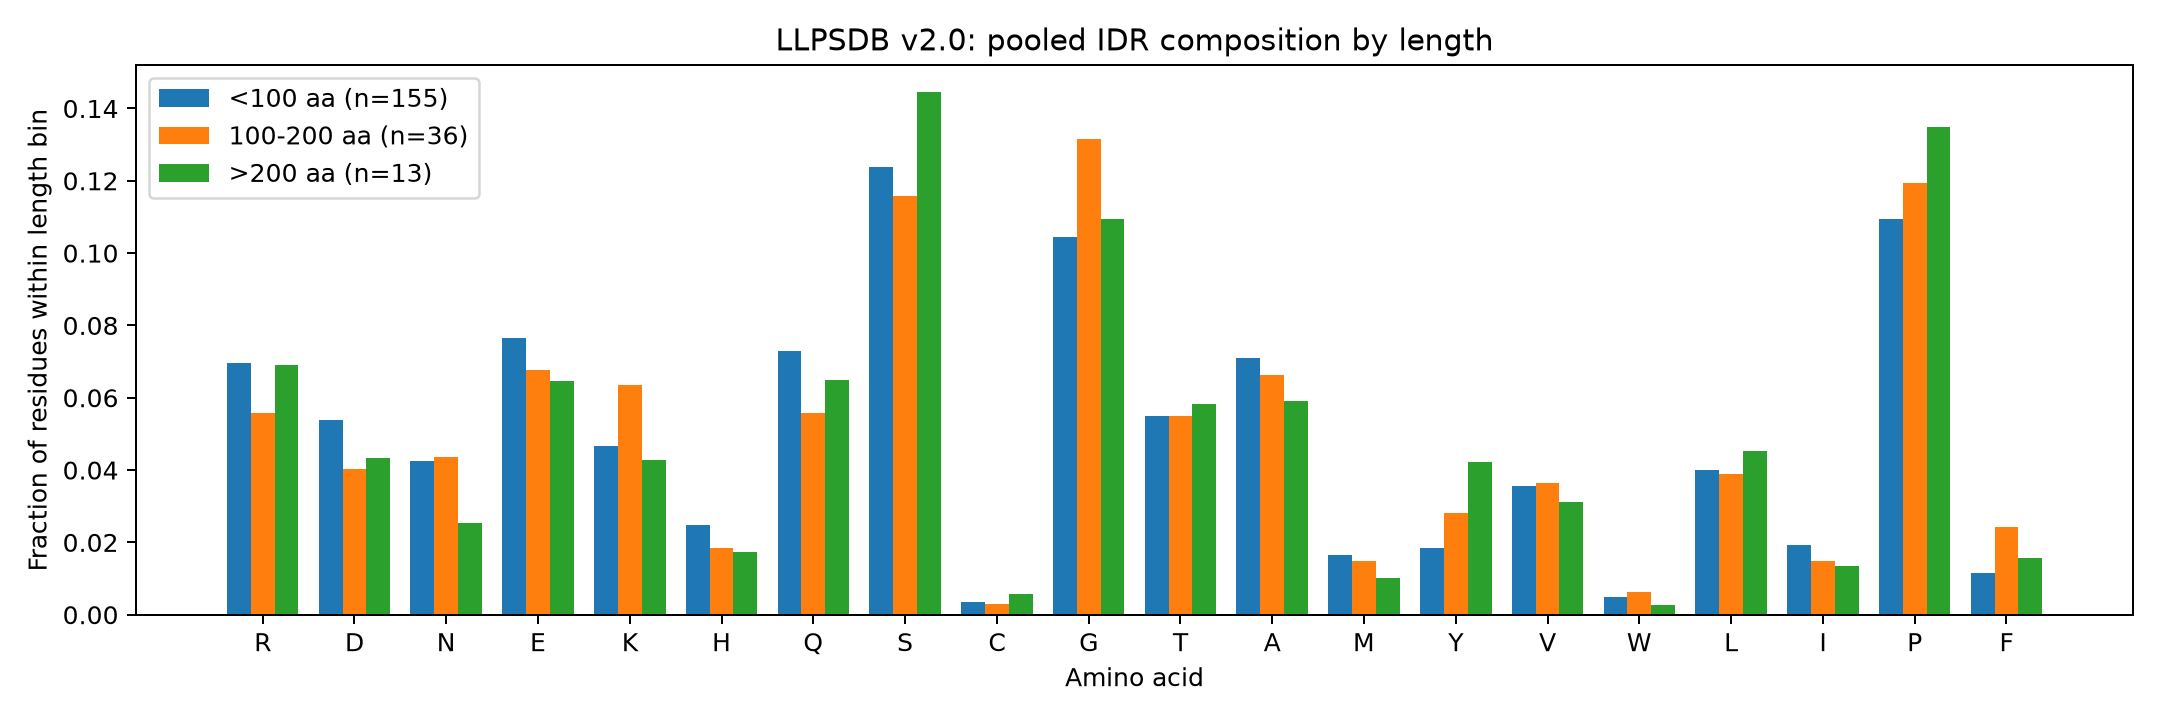 LLPSDB v2.0: pooled IDR composition by length
<100 aa (n=155)
100-200 aa (n=36)
>200 aa (n=13)
Fraction of residues within length bin
0.14
0.12
0.10
0.08
0.06
0.04
0.02
0.00
R D N E K H Q S C G T A M Y V W L I P F
Amino acid